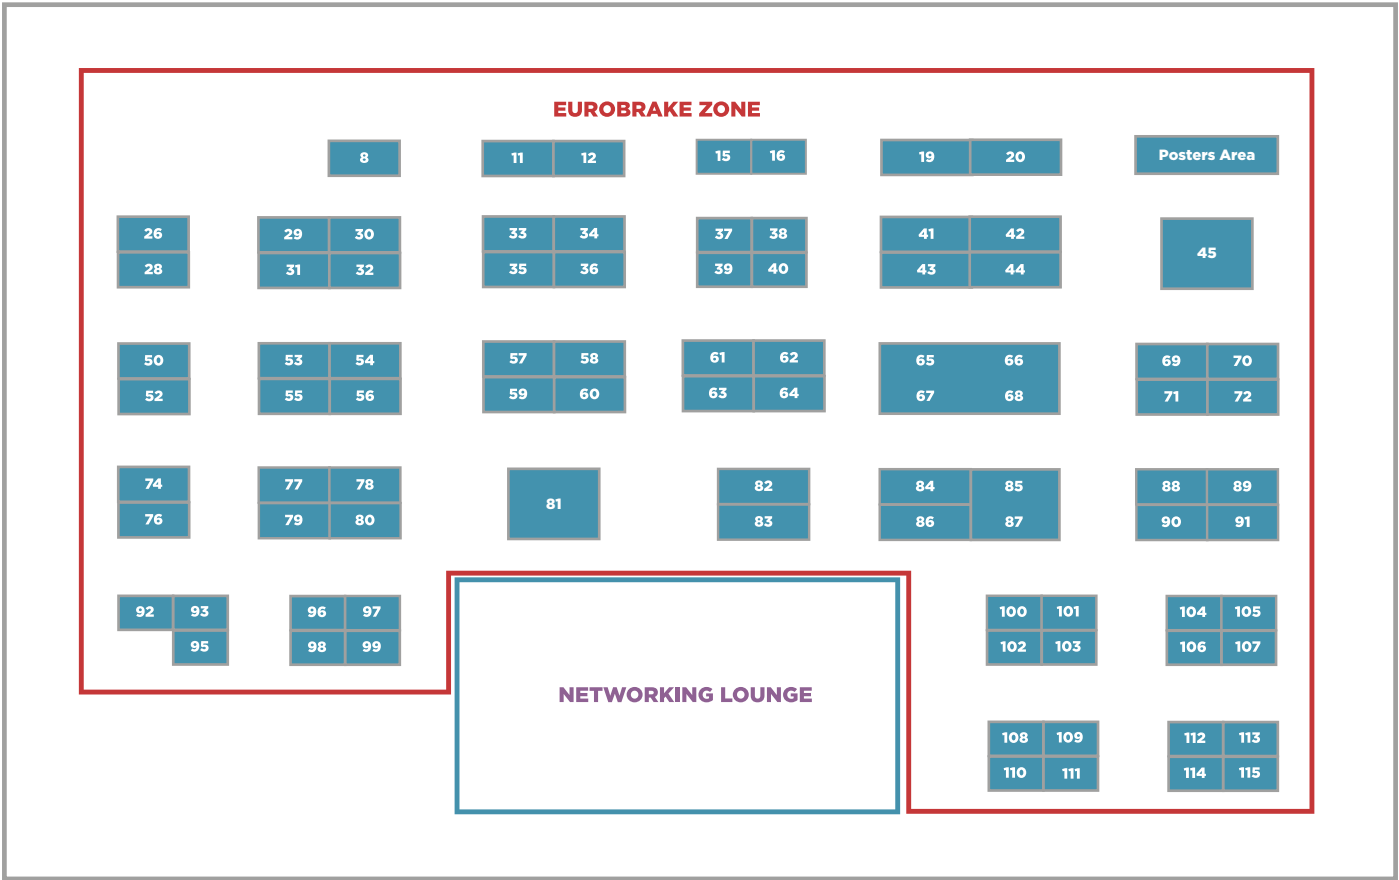 EUROBRAKE ZONE
8 11 12 15 16 19 20 Posters Area
26 29 30 33 34 37 38 41 42 45
28 31 32 35 36 39 40 43 44
50 53 54 57 58 61 62 65 66 69 70
52 55 56 59 60 63 64 67 68 71 72
74 77 78 81 82 84 85 88 89
76 79 80 83 86 87 90 91
92 93 96 97 100 101 104 105
95 98 99 102 103 106 107
NETWORKING LOUNGE
108 109 112 113
110 111 114 115